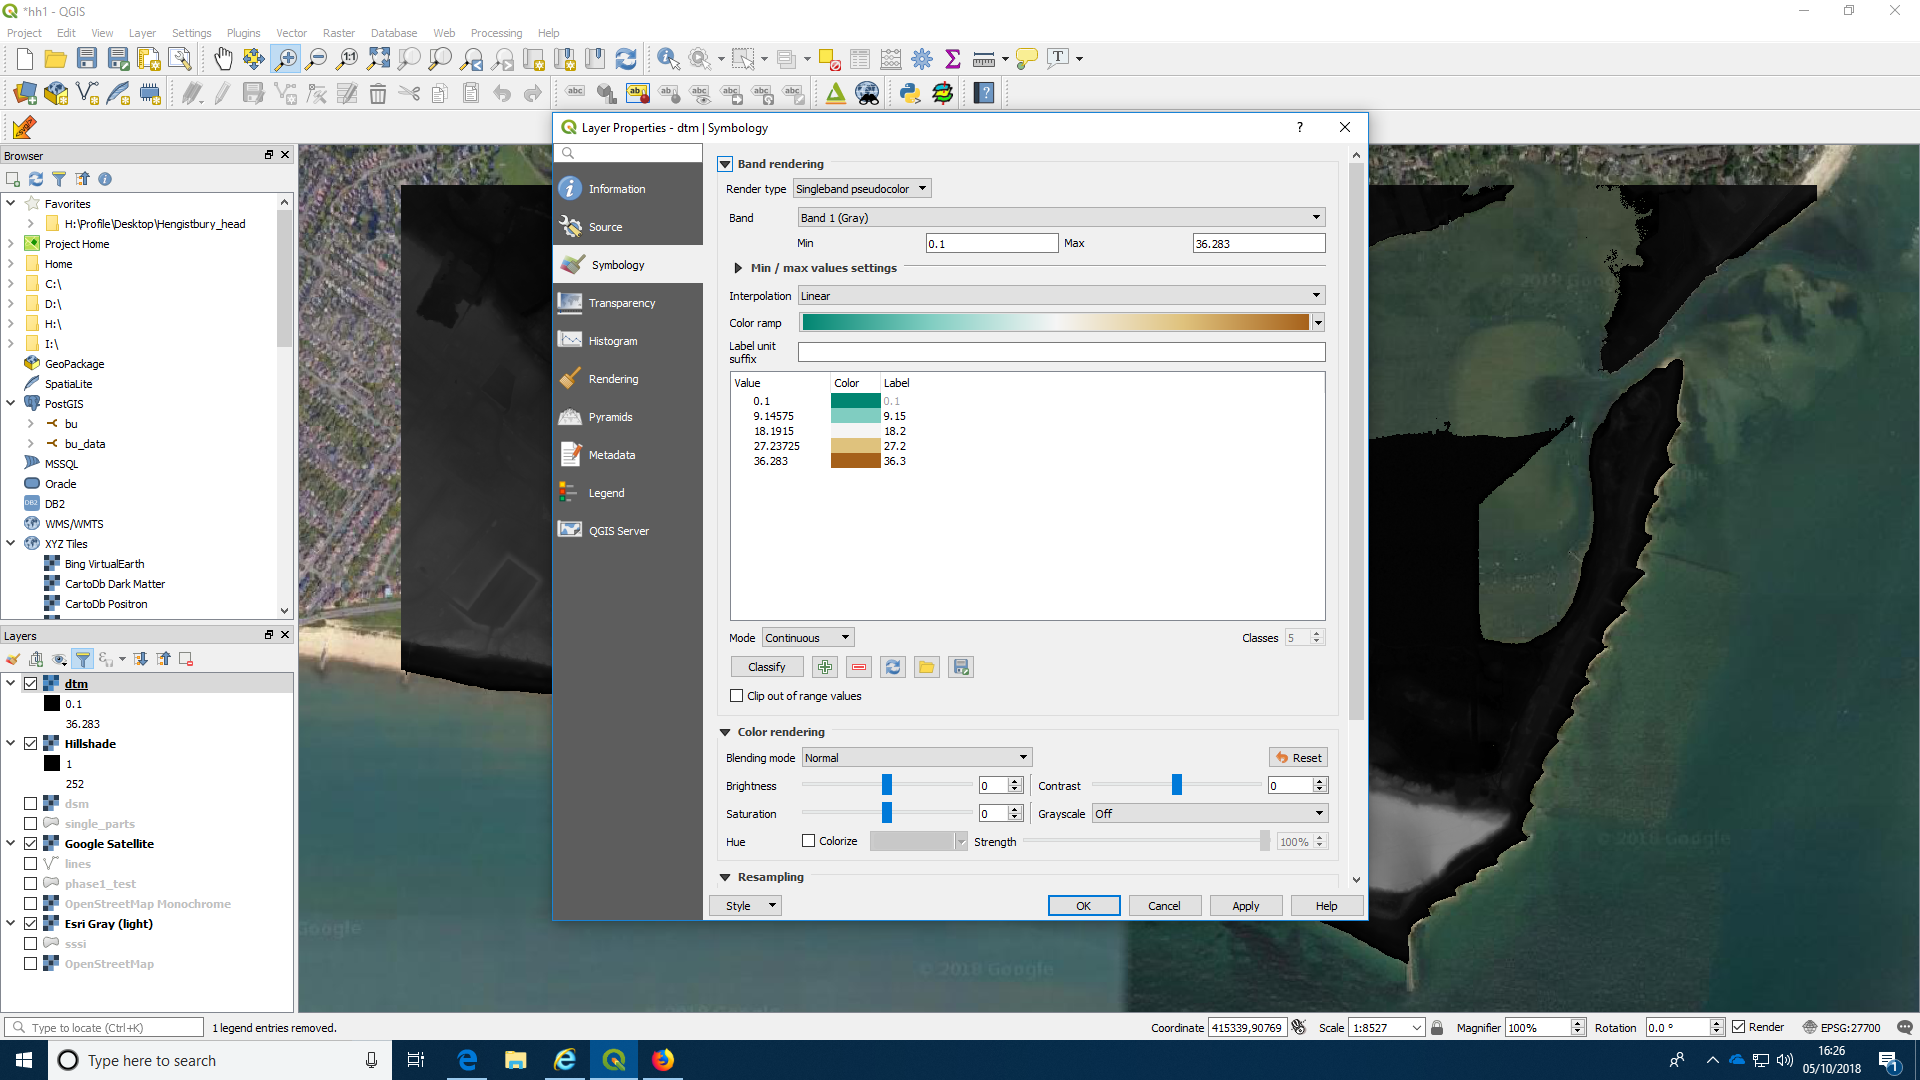 *hh1 - QGIS
Project Edit View Layer Settings Plugins Vector Raster Database Web Processing Help
Layer Properties - dtm | Symbology
?
Browser
Favorites
H:\Profile\Desktop\Hengistbury_head
Project Home
Home
C:\
D:\
H:\
I:\
GeoPackage
SpatiaLite
PostGIS
bu
bu_data
MSSQL
Oracle
DB2
WMS/WMTS
XYZ Tiles
Bing VirtualEarth
CartoDb Dark Matter
CartoDb Positron
Layers
dtm
0.1
36.283
Hillshade
1
252
dsm
single_parts
Google Satellite
lines
phase1_test
OpenStreetMap Monochrome
Esri Gray (light)
sssi
OpenStreetMap
Information
Source
Symbology
Transparency
Histogram
Rendering
Pyramids
Metadata
Legend
QGIS Server
Band rendering
Render type Singleband pseudocolor
Band Band 1 (Gray)
Min 0.1 Max 36.283
Min / max values settings
Interpolation Linear
Color ramp
Label unit
suffix
Value Color Label
0.1 0.1
9.14575 9.15
18.1915 18.2
27.23725 27.2
36.283 36.3
Mode Continuous Classes 5
Classify
Clip out of range values
Color rendering
Blending mode Normal Reset
Brightness 0 Contrast 0
Saturation 0 Grayscale Off
Hue Colorize Strength 100%
Resampling
Style OK Cancel Apply Help
Google
© 2018 Google
© 2018 Google
Type to locate (Ctrl+K) 1 legend entries removed. Coordinate 415339,90769 Scale 1:8527 Magnifier 100% Rotation 0.0 ° Render EPSG:27700
Type here to search
16:26
05/10/2018
1